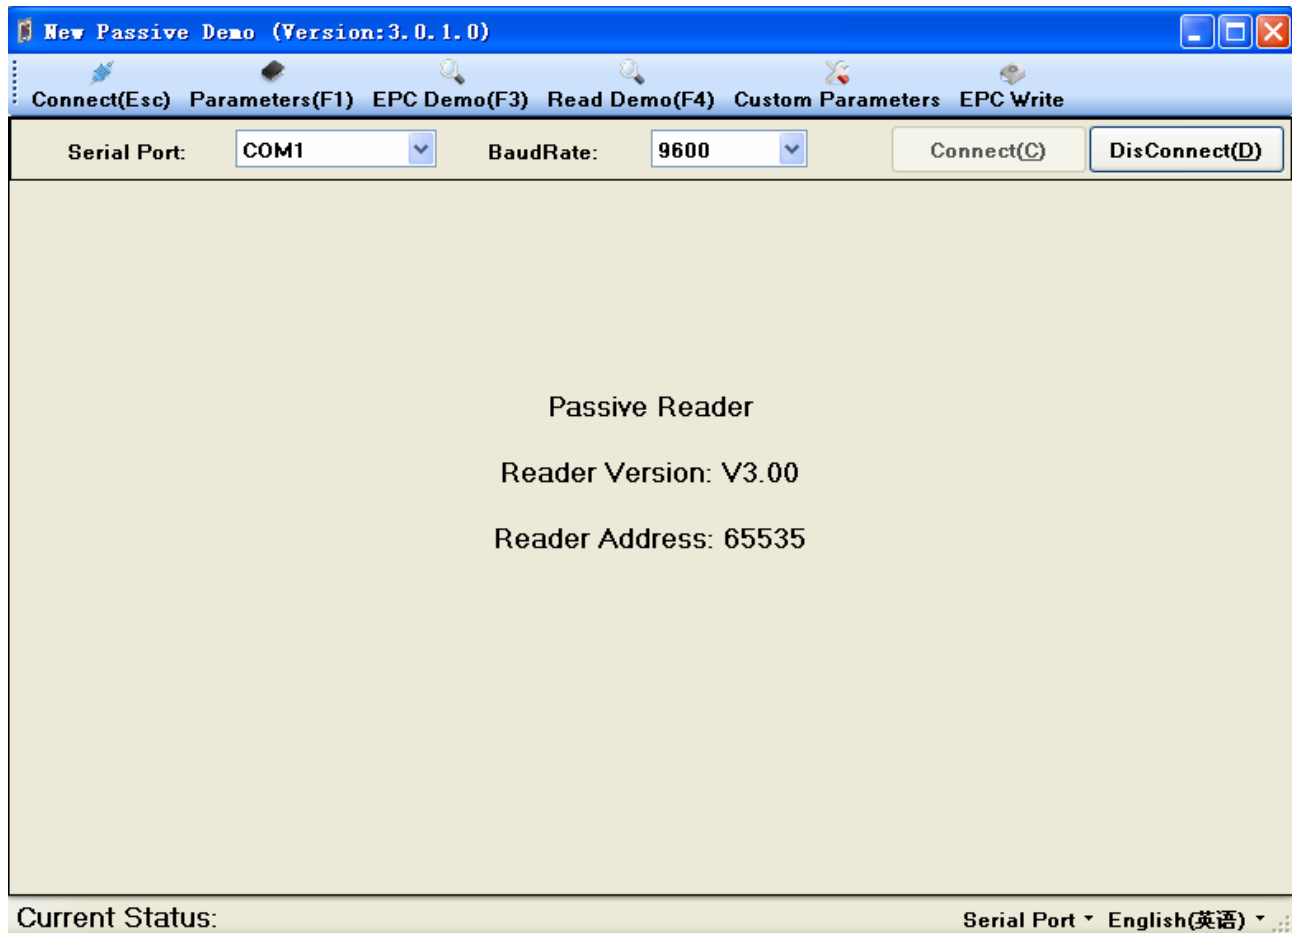 New Passive Demo (Version:3.0.1.0)
Connect(Esc) Parameters(F1) EPC Demo(F3) Read Demo(F4) Custom Parameters EPC Write
Serial Port: COM1 BaudRate: 9600 Connect(C) DisConnect(D)
Passive Reader
Reader Version: V3.00
Reader Address: 65535
Current Status: Serial Port English(英语)